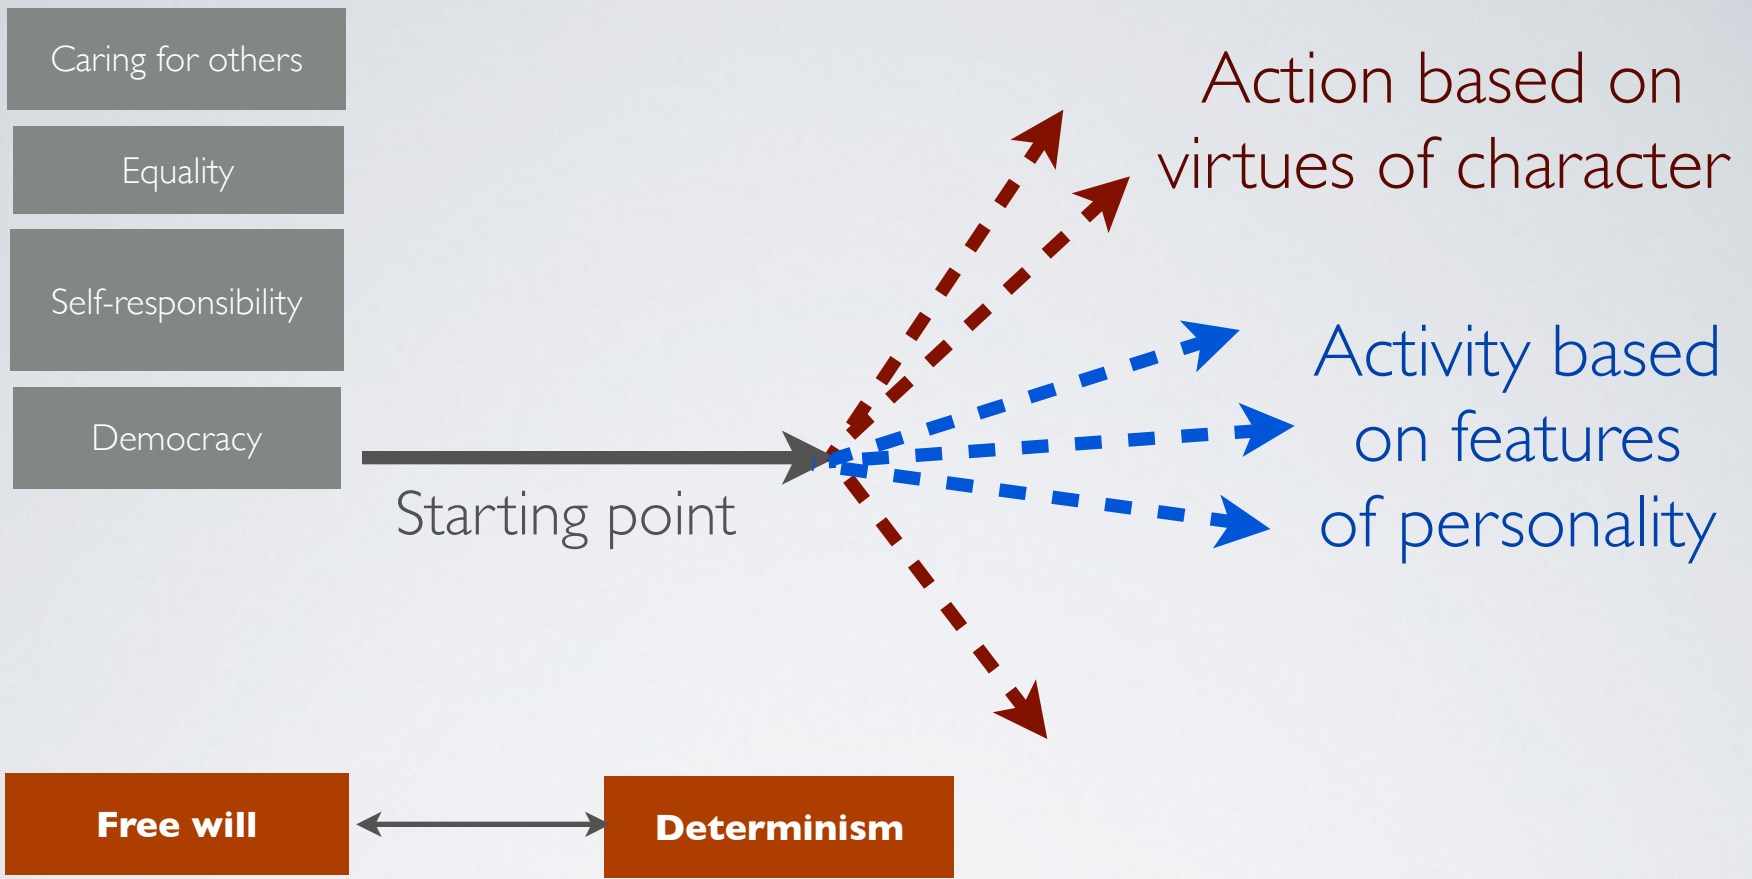 Caring for others
Equality
Self-responsibility
Democracy
Starting point
Action based on
virtues of character
Activity based
on features
of personality
Free will
Determinism